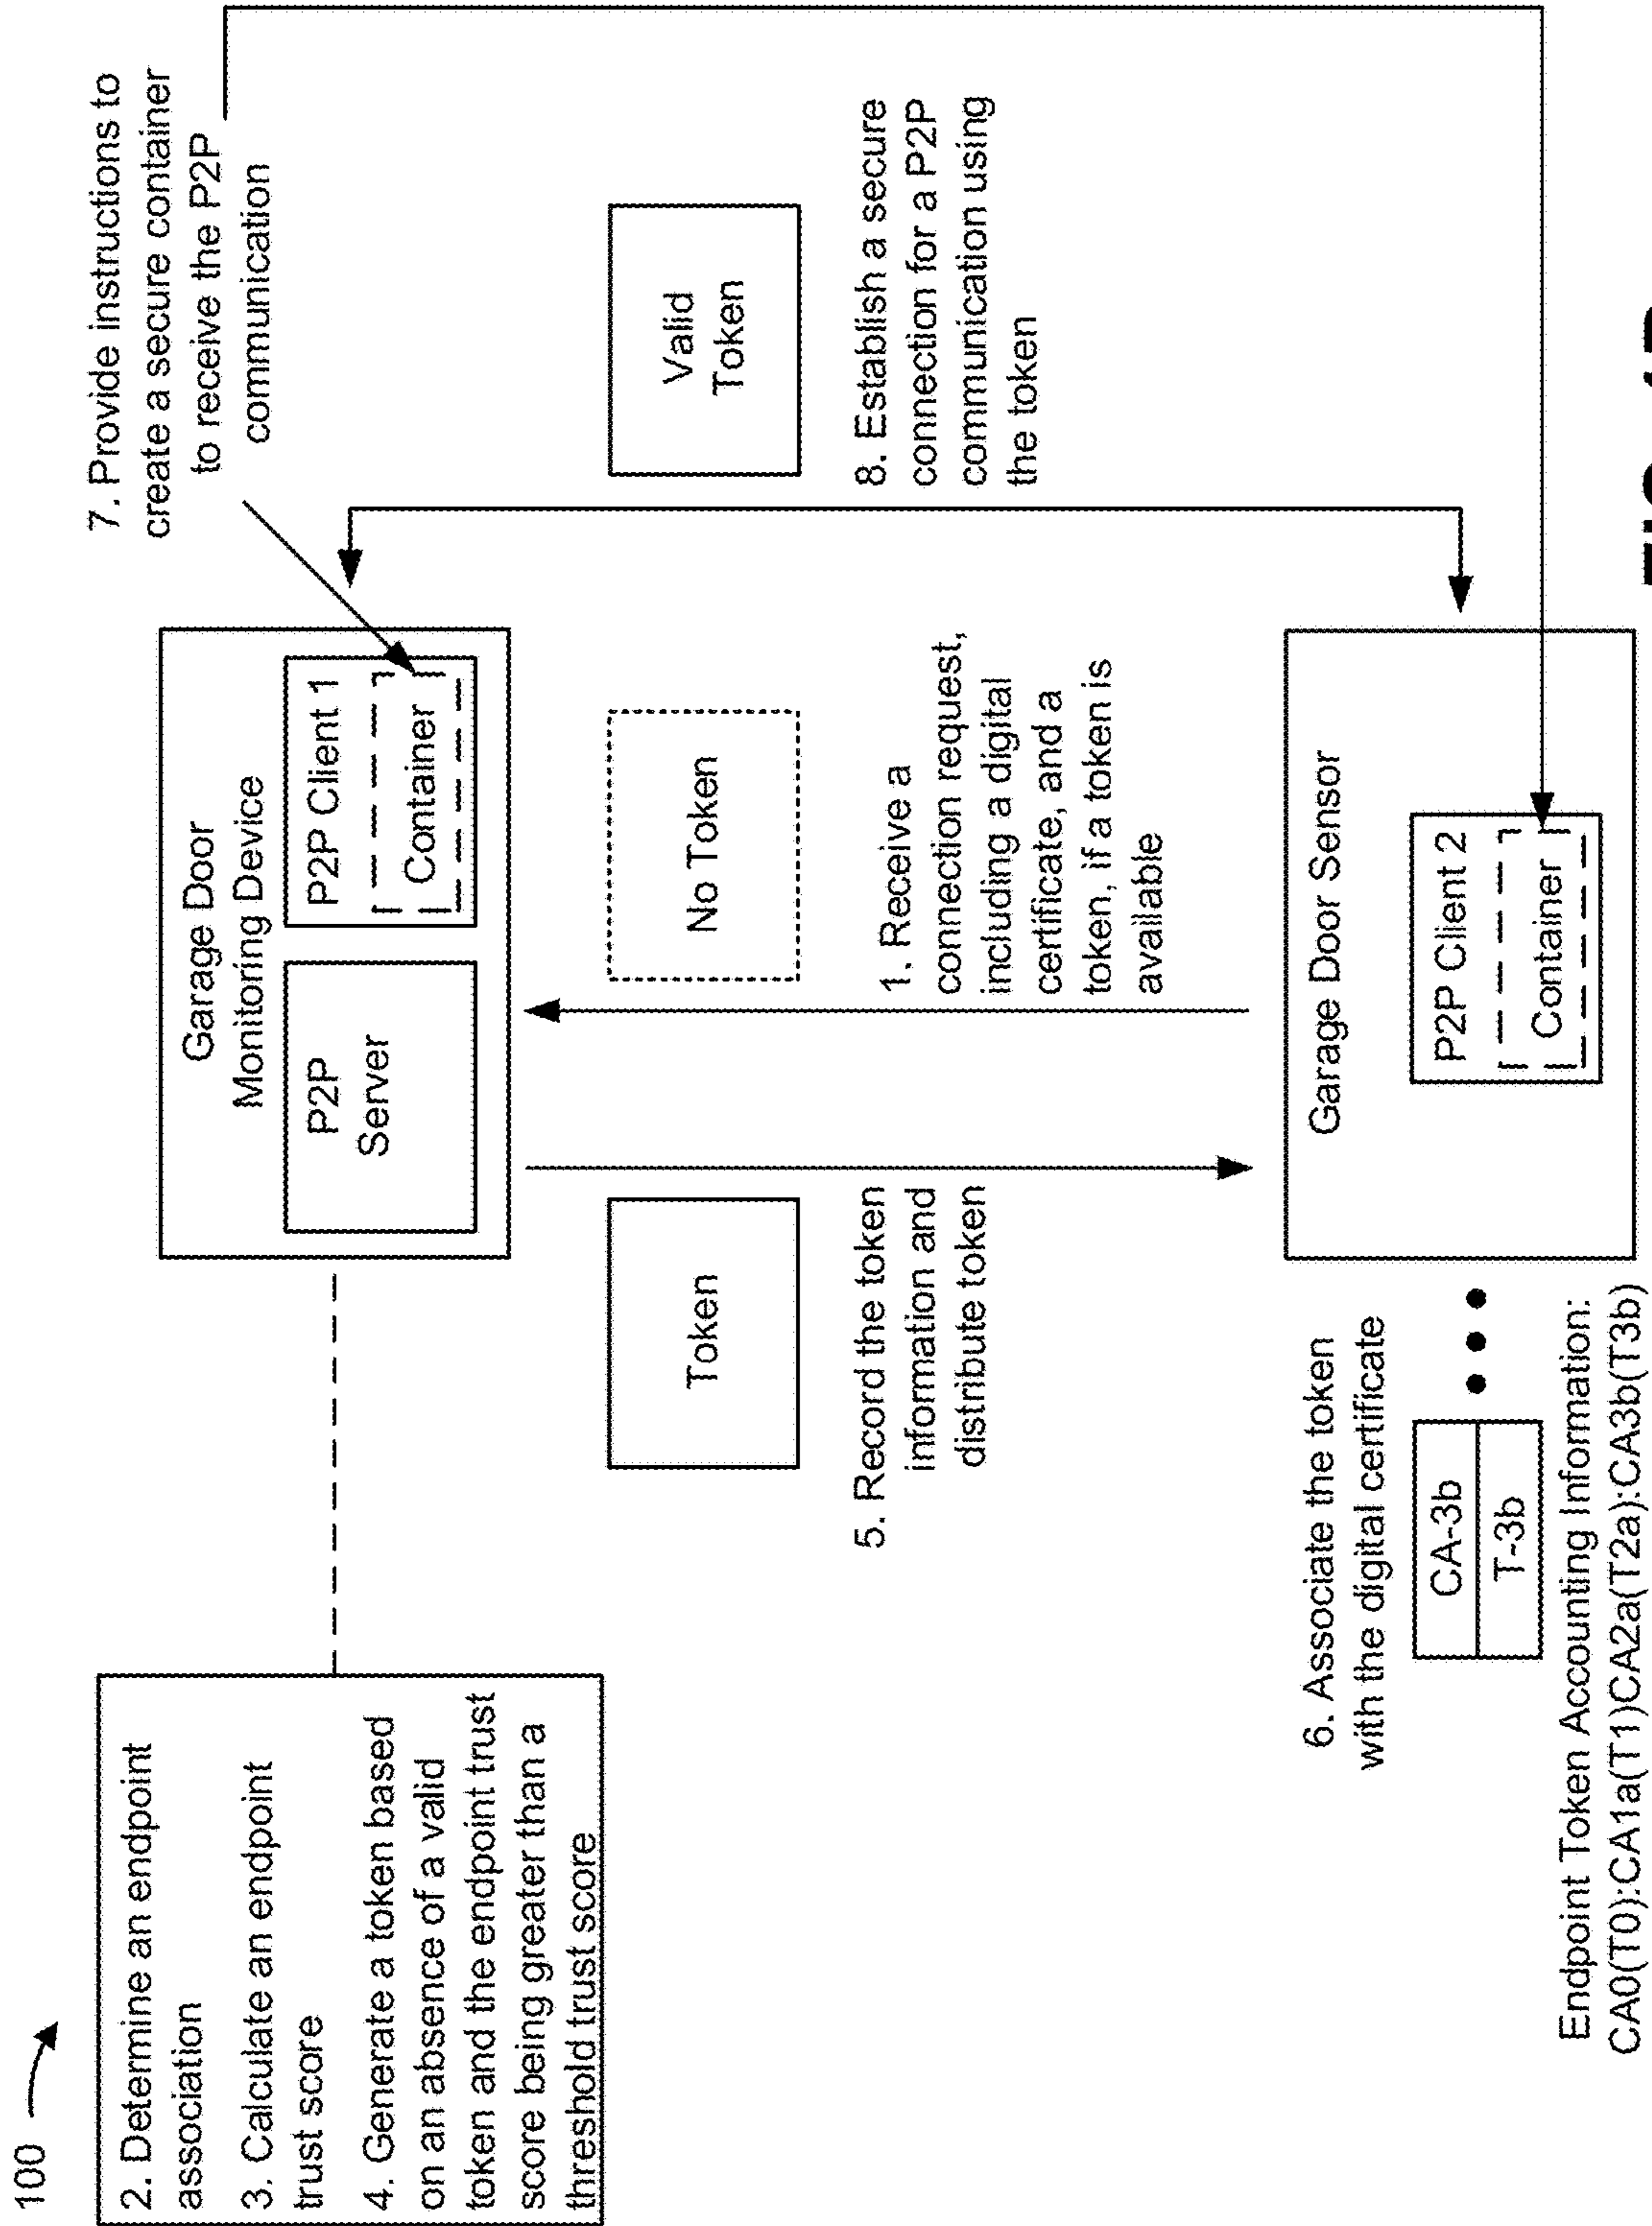 100
2. Determine an endpoint
association
3. Calculate an endpoint
trust score
4. Generate a token based
on an absence of a valid
token and the endpoint trust
score being greater than a
threshold trust score
Garage Door
Monitoring Device
P2P
Server
P2P Client 1
Container
7. Provide instructions to
create a secure container
to receive the P2P
communication
Token
5. Record the token
information and
distribute token
No Token
1. Receive a
connection request,
including a digital
certificate, and a
token, if a token is
available
Valid
Token
8. Establish a secure
connection for a P2P
communication using
the token
6. Associate the token
with the digital certificate
CA-3b
T-3b
Endpoint Token Accounting Information:
CA0(T0):CA1a(T1)CA2a(T2a):CA3b(T3b)
Garage Door Sensor
P2P Client 2
Container